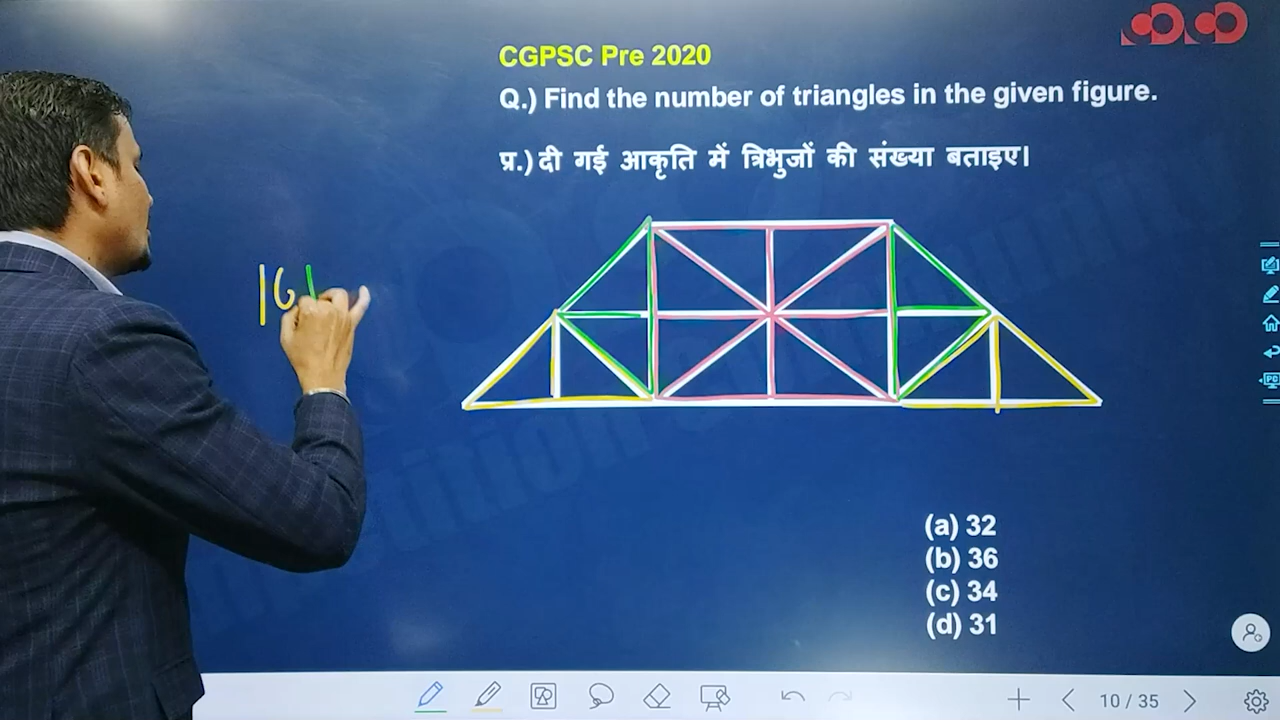 CGPSC Pre 2020
Q.) Find the number of triangles in the given figure.
प्र.) दी गई आकृति में त्रिभुजों की संख्या बताइए।
16
(a) 32
(b) 36
(c) 34
(d) 31
10 / 35